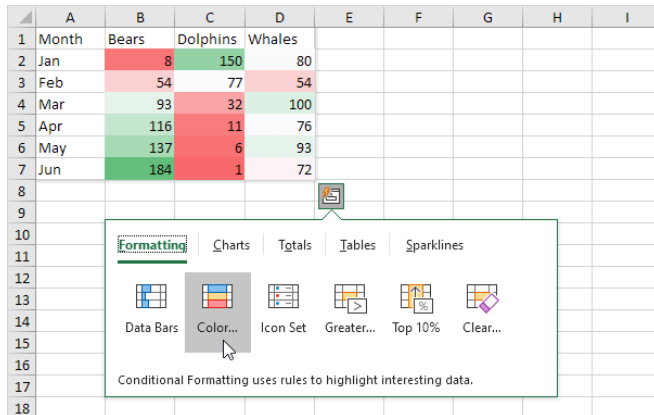 A B C D E F G H I
1 Month Bears Dolphins Whales
2 Jan 8 150 80
3 Feb 54 77 54
4 Mar 93 32 100
5 Apr 116 11 76
6 May 137 6 93
7 Jun 184 1 72
8
9
10
11
12
13
14
15
16
17
18
Formatting Charts Totals Tables Sparklines
%
Data Bars Color... Icon Set Greater... Top 10% Clear...
Conditional Formatting uses rules to highlight interesting data.